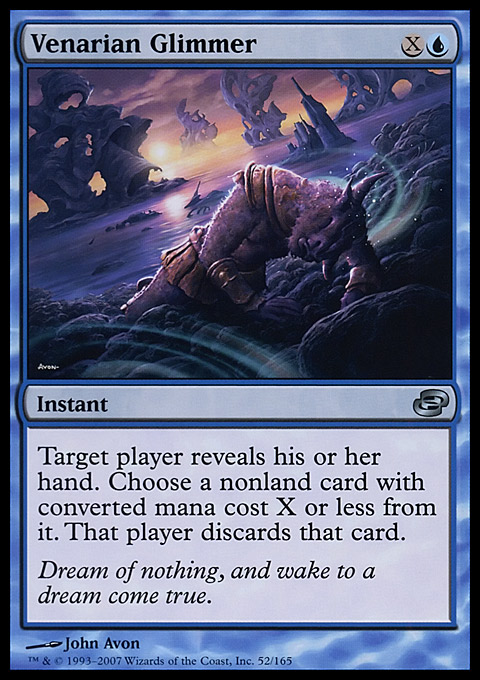 Venarian Glimmer X
AVON-
Instant
Target player reveals his or her
hand. Choose a nonland card with
converted mana cost X or less from
it. That player discards that card.
Dream of nothing, and wake to a
dream come true.
John Avon
™ & © 1993–2007 Wizards of the Coast, Inc. 52/165